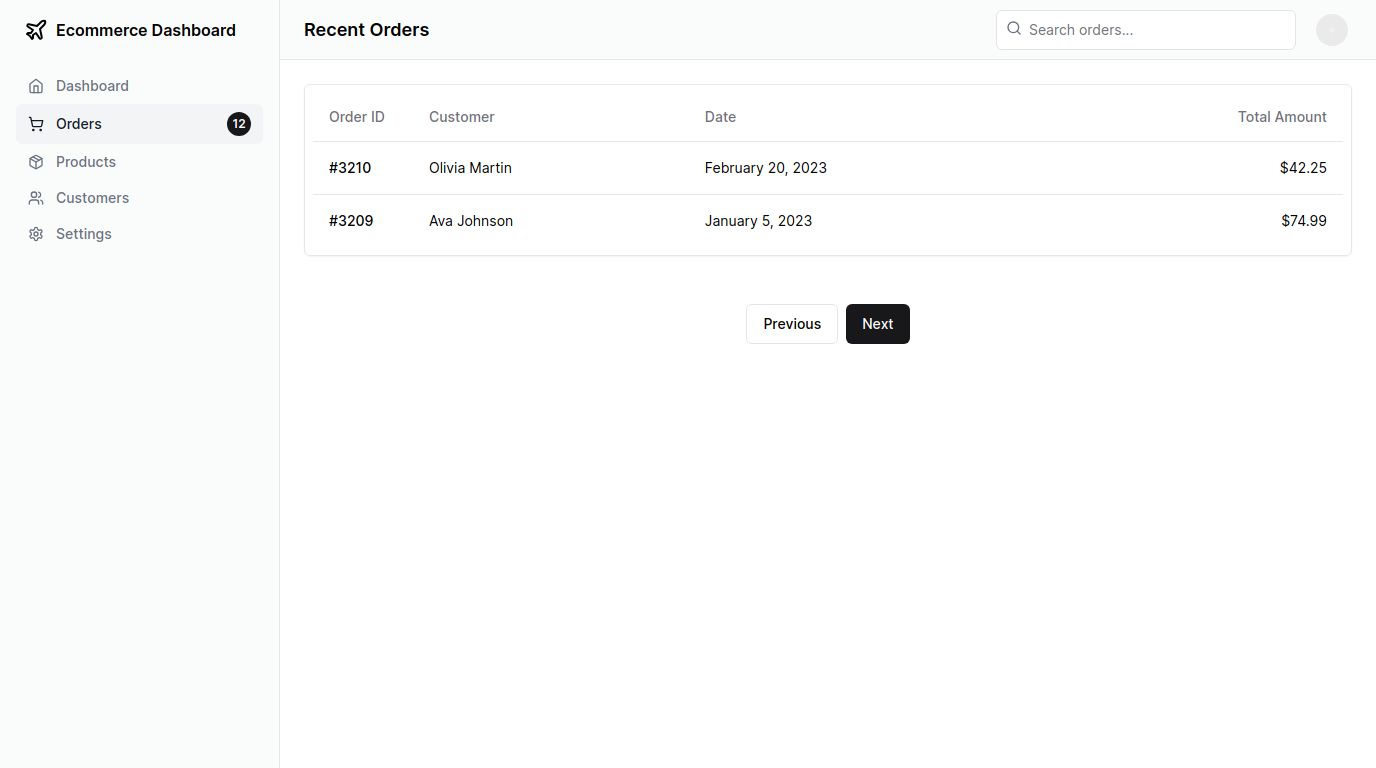 Ecommerce Dashboard
Dashboard
Orders 12
Products
Customers
Settings
Recent Orders
Search orders...
Order ID Customer Date Total Amount
#3210 Olivia Martin February 20, 2023 $42.25
#3209 Ava Johnson January 5, 2023 $74.99
Previous Next